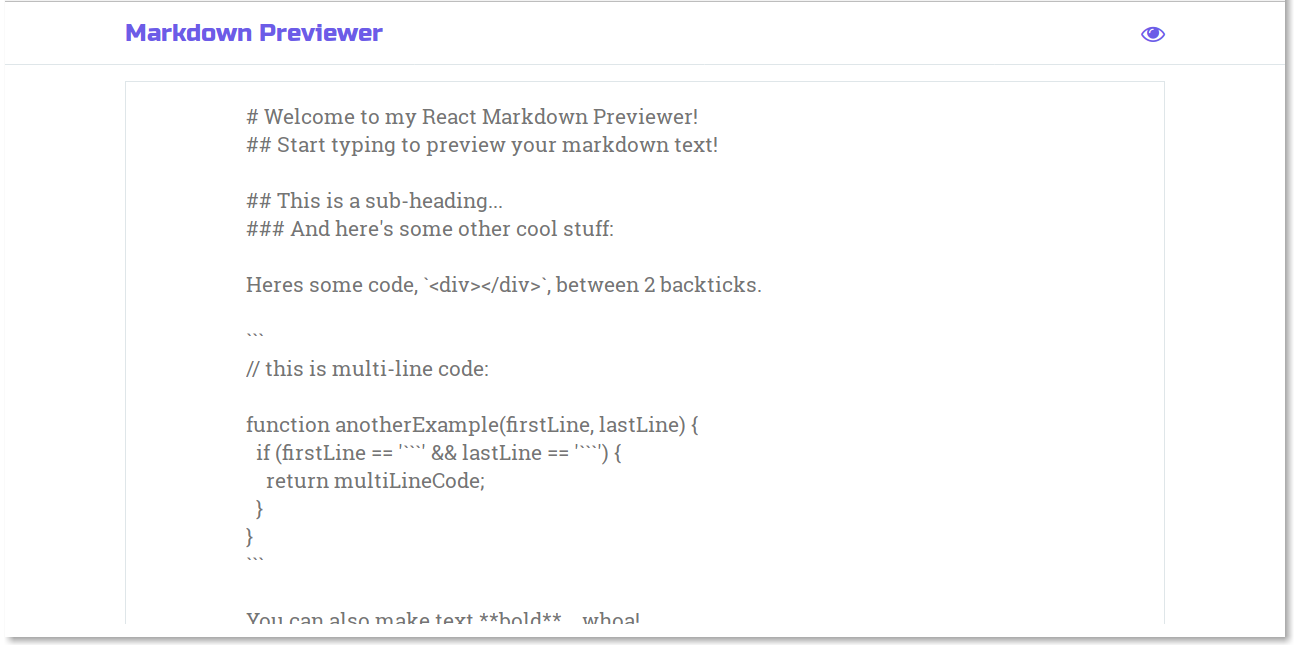 Markdown Previewer
# Welcome to my React Markdown Previewer!
## Start typing to preview your markdown text!
## This is a sub-heading...
### And here's some other cool stuff:
Heres some code, `<div></div>`, between 2 backticks.
```
// this is multi-line code:
function anotherExample(firstLine, lastLine) {
  if (firstLine == '```' && lastLine == '```') {
    return multiLineCode;
  }
}
```
You can also make text **bold**... whoa!